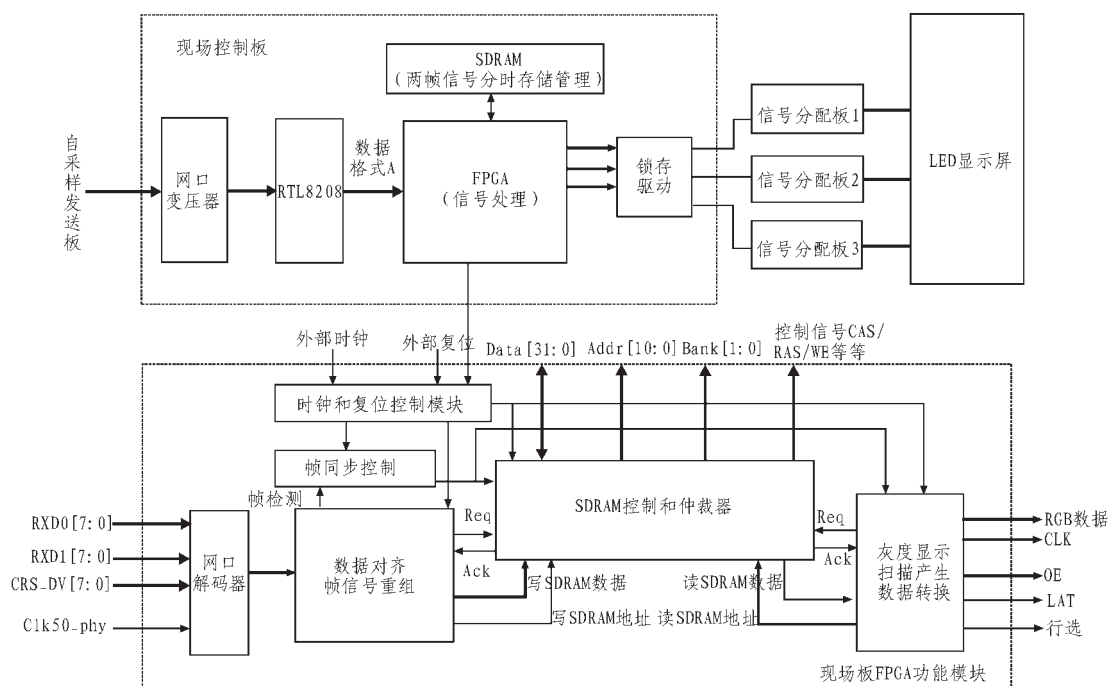 现场控制板
SDRAM
(两帧信号分时存储管理)
自采样发送板
网口
变压器
RTL8208
数据
格式A
FPGA
(信号处理)
锁存
驱动
信号分配板1
信号分配板2
信号分配板3
LED显示屏
外部时钟
外部复位
Data[31:0]
Addr[10:0]
Bank[1:0]
控制信号CAS/
RAS/WE等等
时钟和复位控制模块
帧同步控制
帧检测
SDRAM控制和仲裁器
RXD0[7:0]
RXD1[7:0]
CRS_DV[7:0]
Clk50_phy
网口
解码器
数据对齐
帧信号重组
Req
Ack
写SDRAM数据
写SDRAM地址
读SDRAM数据
读SDRAM地址
Req
Ack
灰度显示
扫描产生
数据转换
RGB数据
CLK
OE
LAT
行选
现场板FPGA功能模块